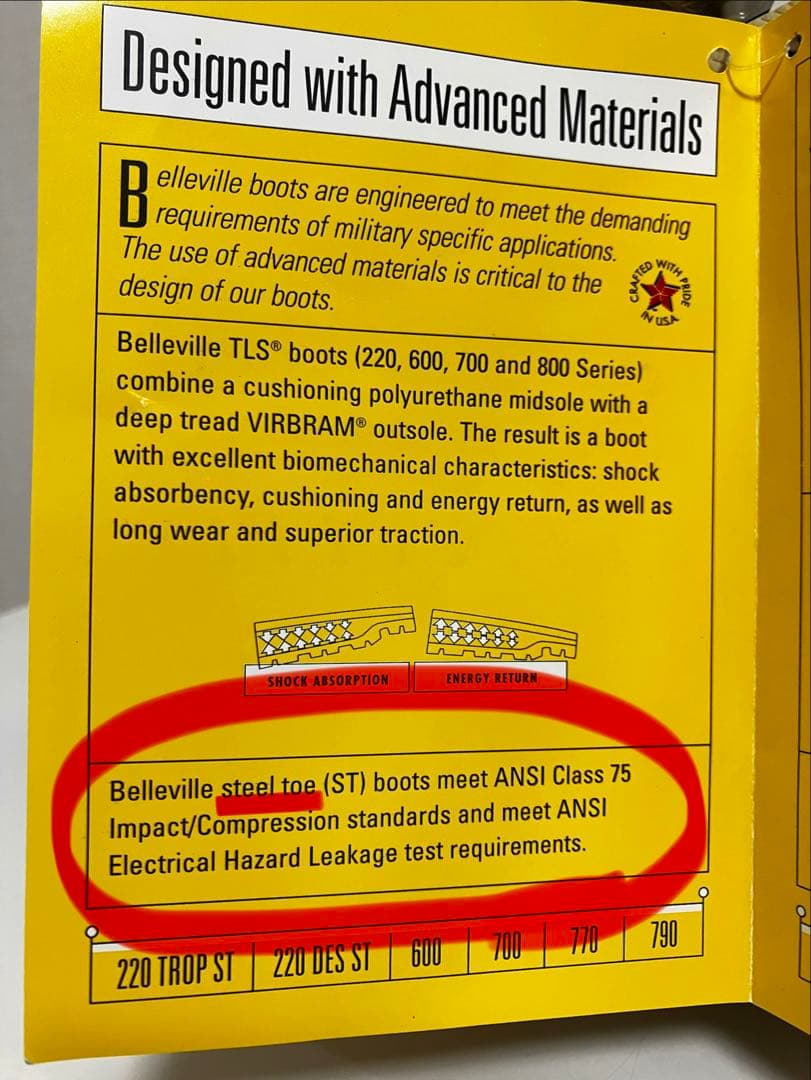 Designed with Advanced Materials
Belleville boots are engineered to meet the demanding
requirements of military specific applications.
The use of advanced materials is critical to the
design of our boots.
CRAFTED WITH PRIDE
IN USA
Belleville TLS® boots (220, 600, 700 and 800 Series)
combine a cushioning polyurethane midsole with a
deep tread VIRBRAM® outsole. The result is a boot
with excellent biomechanical characteristics: shock
absorbency, cushioning and energy return, as well as
long wear and superior traction.
SHOCK ABSORPTION
ENERGY RETURN
Belleville steel toe (ST) boots meet ANSI Class 75
Impact/Compression standards and meet ANSI
Electrical Hazard Leakage test requirements.
220 TROP ST 220 DES ST 600 700 770 790